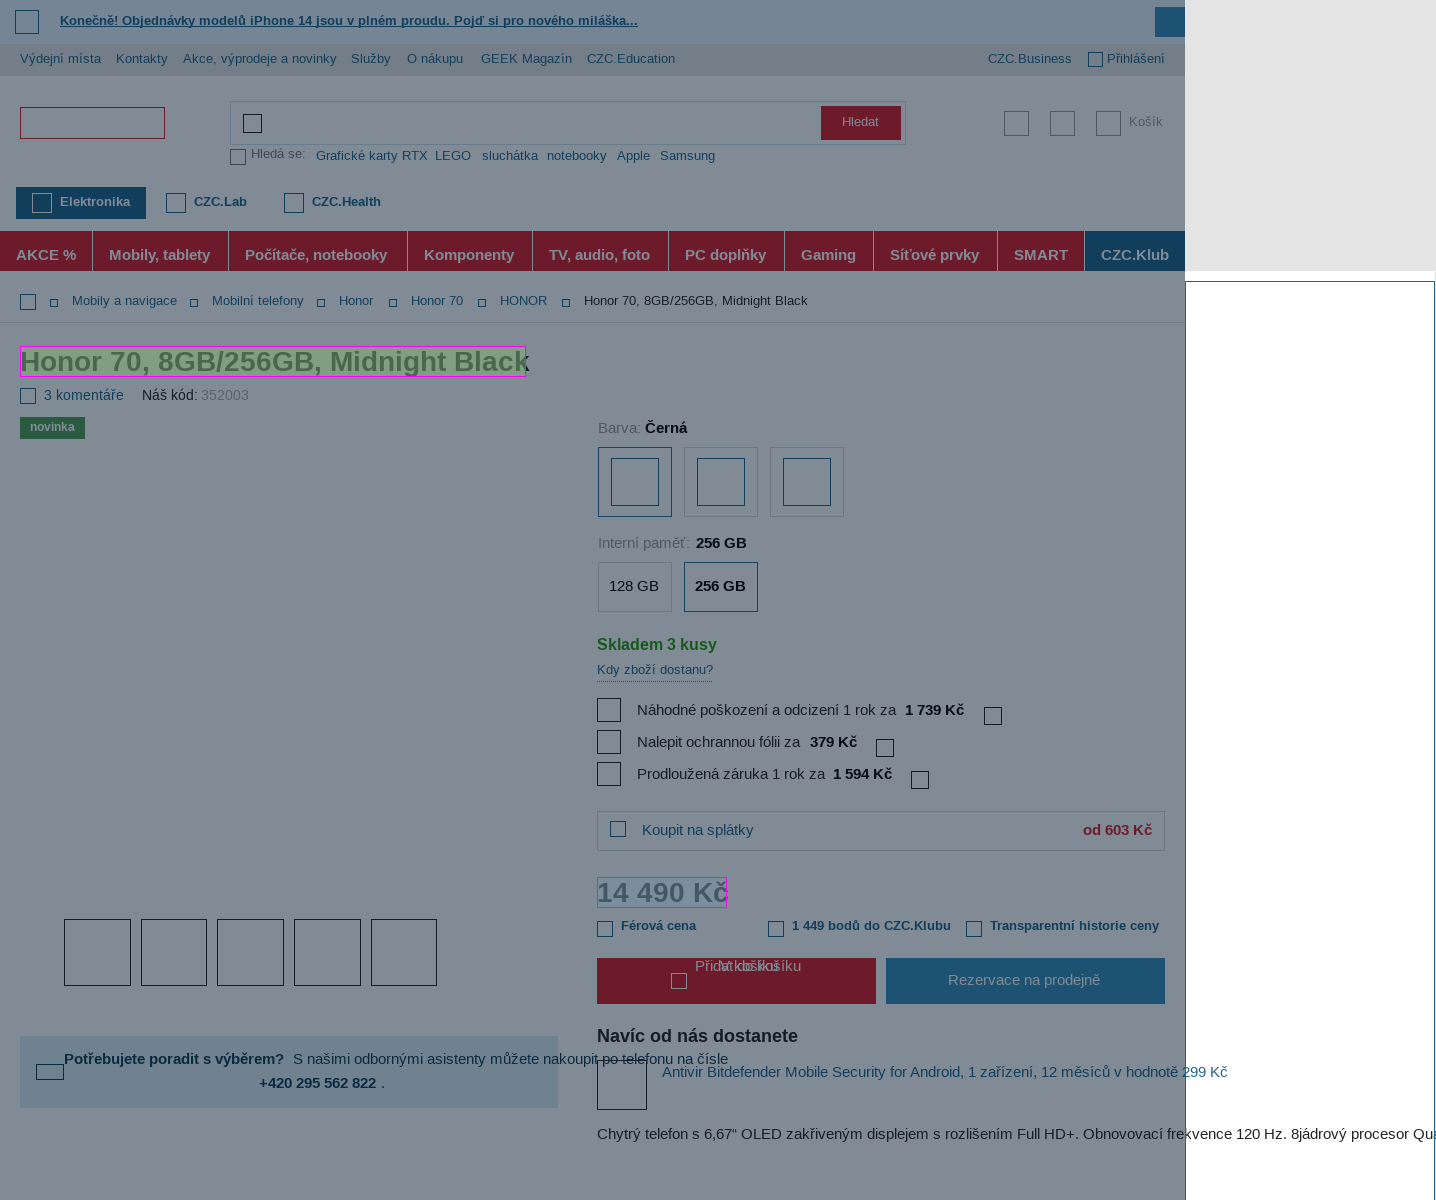 Konečně! Objednávky modelů iPhone 14 jsou v plném proudu. Pojď si pro nového miláška...
Výdejní místa Kontakty Akce, výprodeje a novinky Služby O nákupu GEEK Magazín CZC.Education CZC.Business Přihlášení
Hledat Košík
Hledá se: Grafické karty RTX LEGO sluchátka notebooky Apple Samsung
Elektronika CZC.Lab CZC.Health
AKCE % Mobily, tablety Počítače, notebooky Komponenty TV, audio, foto PC doplňky Gaming Síťové prvky SMART CZC.Klub
Mobily a navigace Mobilní telefony Honor Honor 70 HONOR Honor 70, 8GB/256GB, Midnight Black
Honor 70, 8GB/256GB, Midnight Black
3 komentáře Náš kód: 352003
novinka
Barva: Černá
Interní paměť: 256 GB
128 GB 256 GB
Skladem 3 kusy
Kdy zboží dostanu?
Náhodné poškození a odcizení 1 rok za 1 739 Kč
Nalepit ochrannou fólii za 379 Kč
Prodloužená záruka 1 rok za 1 594 Kč
Koupit na splátky od 603 Kč
14 490 Kč
Férová cena 1 449 bodů do CZC.Klubu Transparentní historie ceny
Přidat do košíku V košíku
Rezervace na prodejně
Navíc od nás dostanete
Potřebujete poradit s výběrem? S našimi odbornými asistenty můžete nakoupit po telefonu na čísle
+420 295 562 822 .
Antivir Bitdefender Mobile Security for Android, 1 zařízení, 12 měsíců v hodnotě 299 Kč
Chytrý telefon s 6,67“ OLED zakřiveným displejem s rozlišením Full HD+. Obnovovací frekvence 120 Hz. 8jádrový procesor